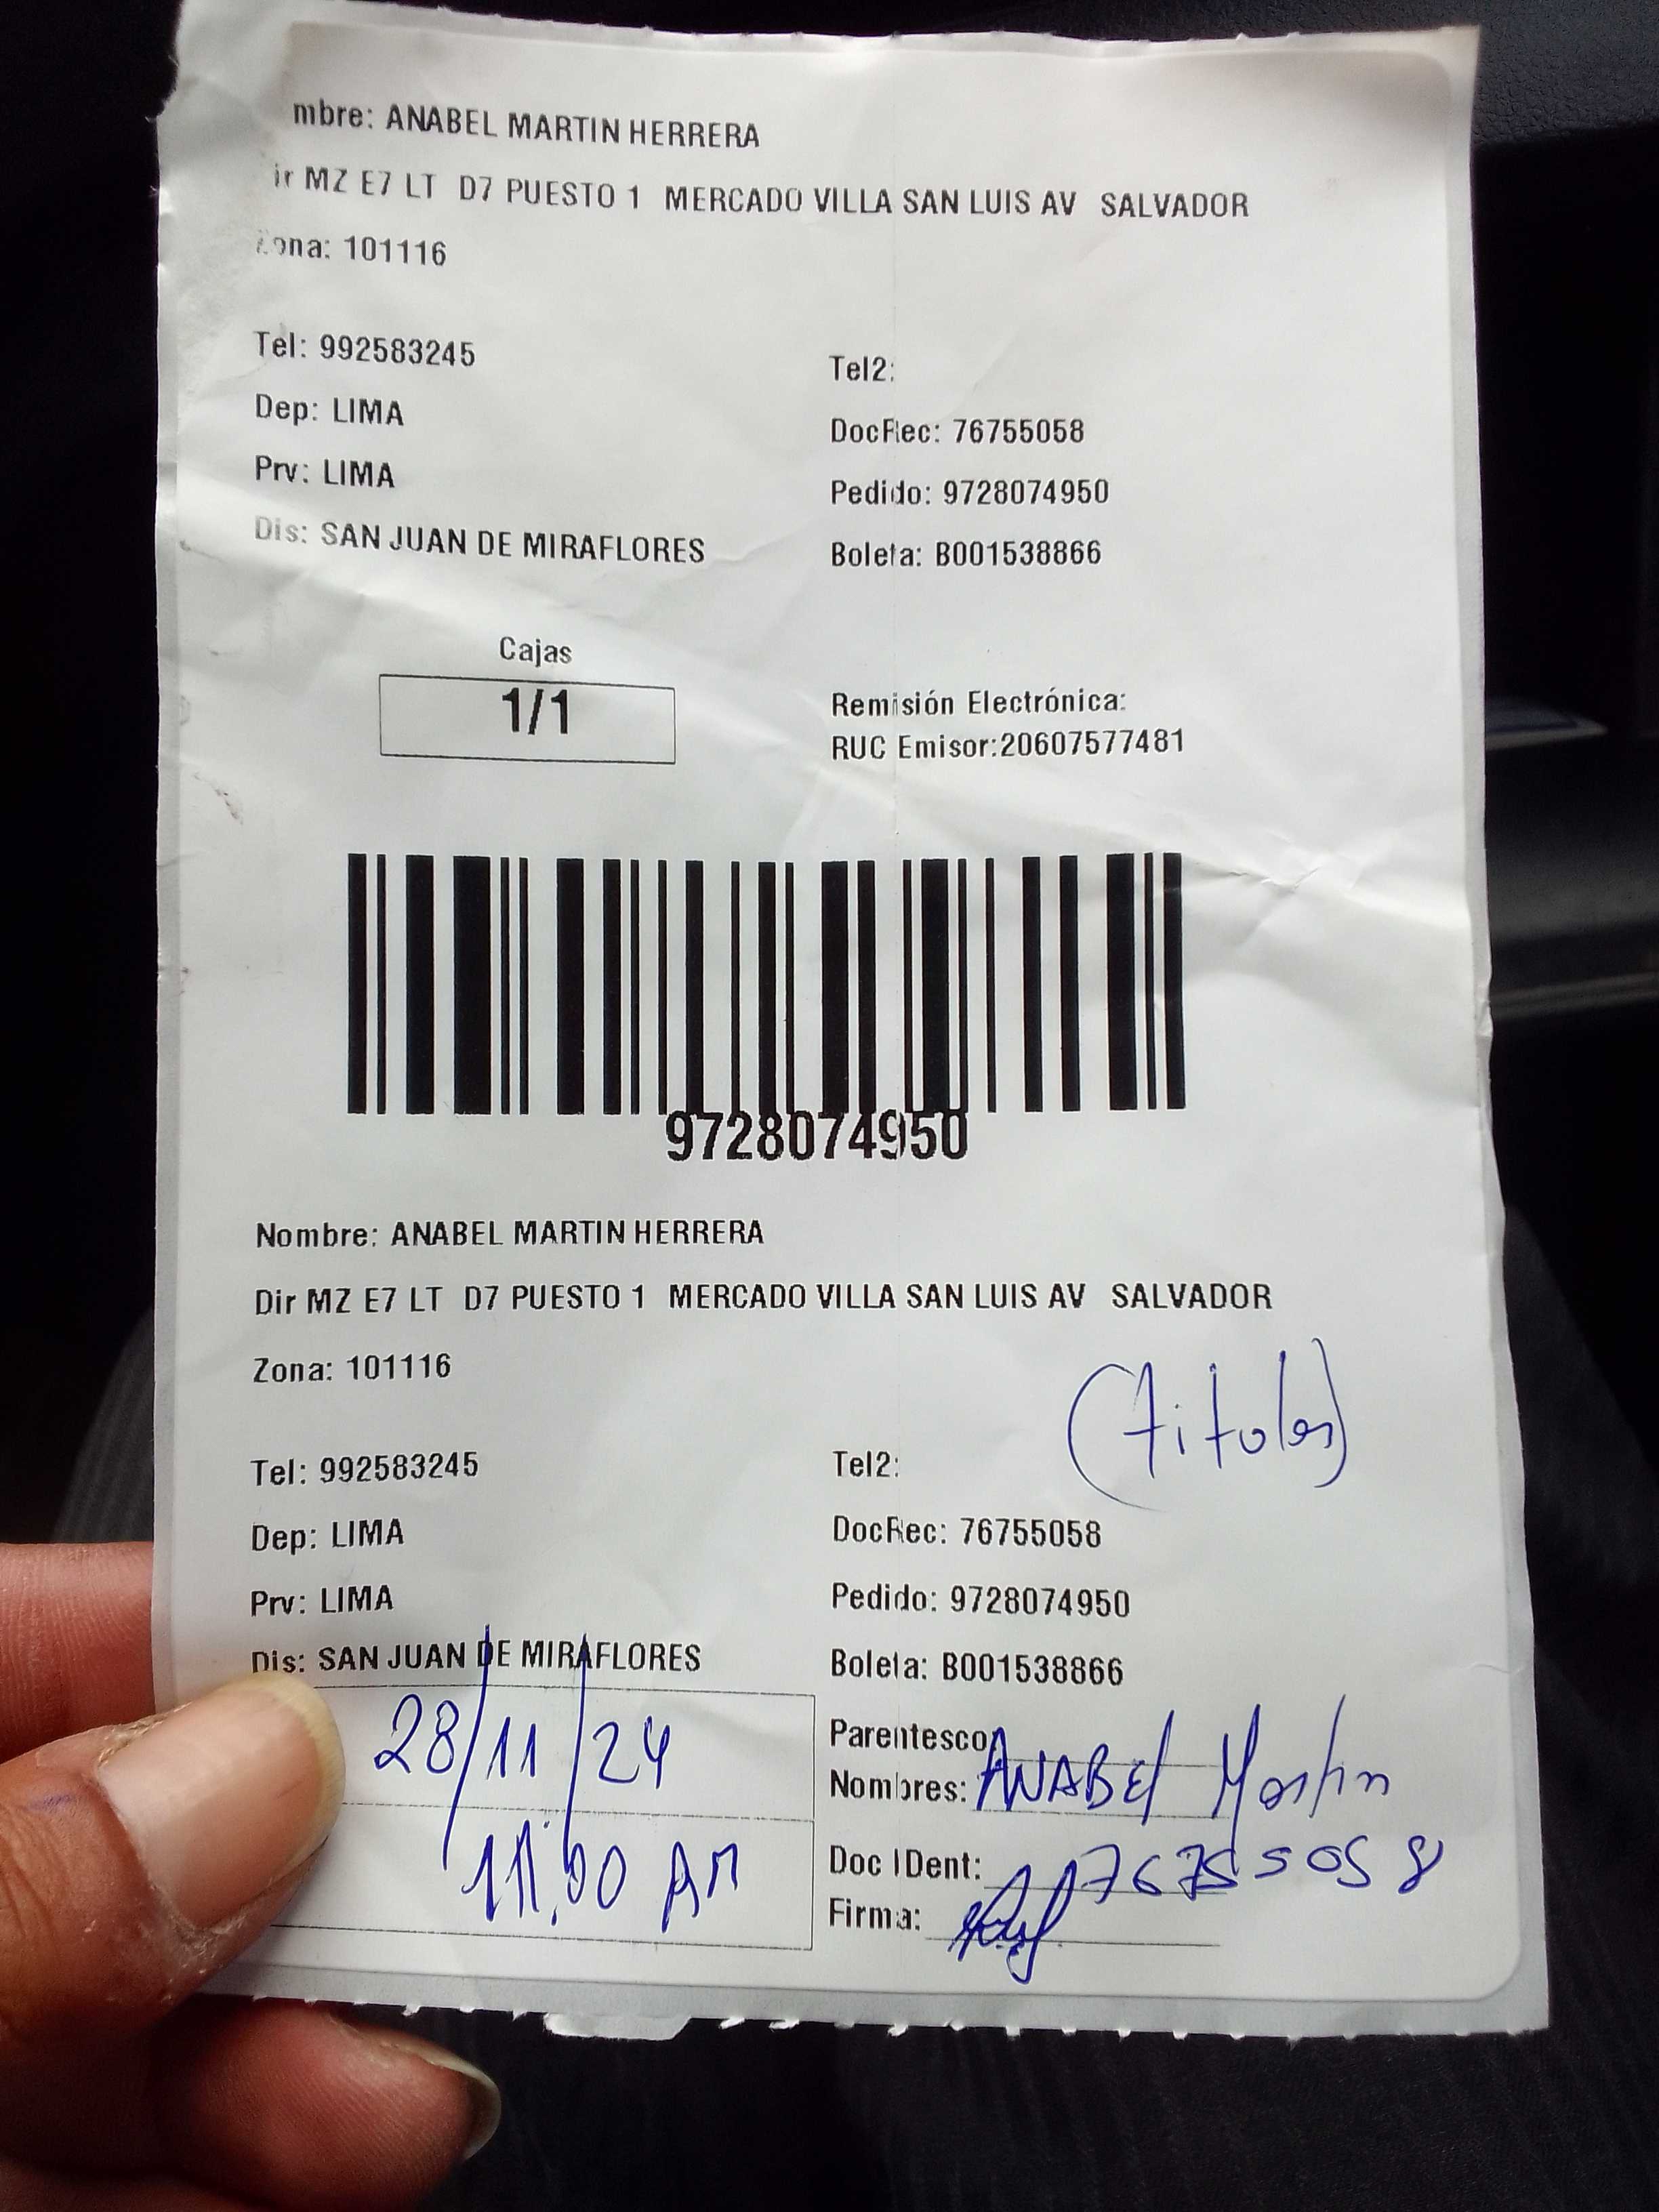 mbre: ANABEL MARTIN HERRERA
ir MZ E7 LT D7 PUESTO 1 MERCADO VILLA SAN LUIS AV SALVADOR
Zona: 101116
Tel: 992583245
Tel2:
Dep: LIMA
DocRec: 76755058
Prv: LIMA
Pedido: 9728074950
Dis: SAN JUAN DE MIRAFLORES
Boleta: B001538866
Cajas
1/1
Remisión Electrónica:
RUC Emisor:20607577481
9728074950
Nombre: ANABEL MARTIN HERRERA
Dir MZ E7 LT D7 PUESTO 1 MERCADO VILLA SAN LUIS AV SALVADOR
Zona: 101116
(titular)
Tel: 992583245
Tel2:
Dep: LIMA
DocRec: 76755058
Prv: LIMA
Pedido: 9728074950
Dis: SAN JUAN DE MIRAFLORES
Boleta: B001538866
28/11/24
11:00 AM
Parentesco
Nombres: ANABEl Martin
Doc IDent: 76755058
Firma: